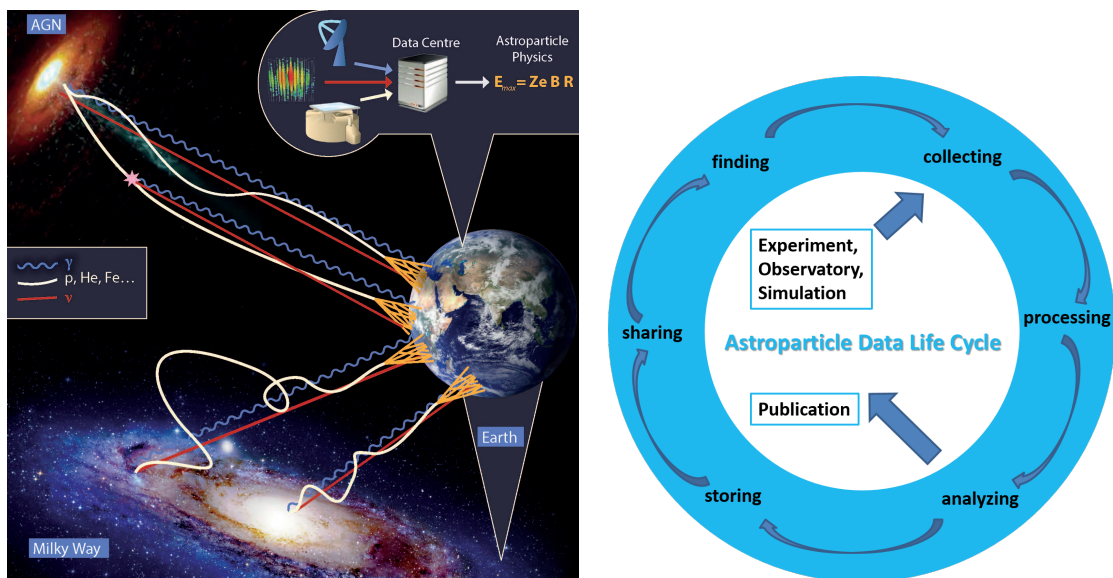 AGN
Data Centre
Astroparticle
Physics
E_max = Ze B R
γ
p, He, Fe...
ν
Earth
Milky Way
finding
collecting
Experiment,
Observatory,
Simulation
sharing
processing
Astroparticle Data Life Cycle
Publication
storing
analyzing